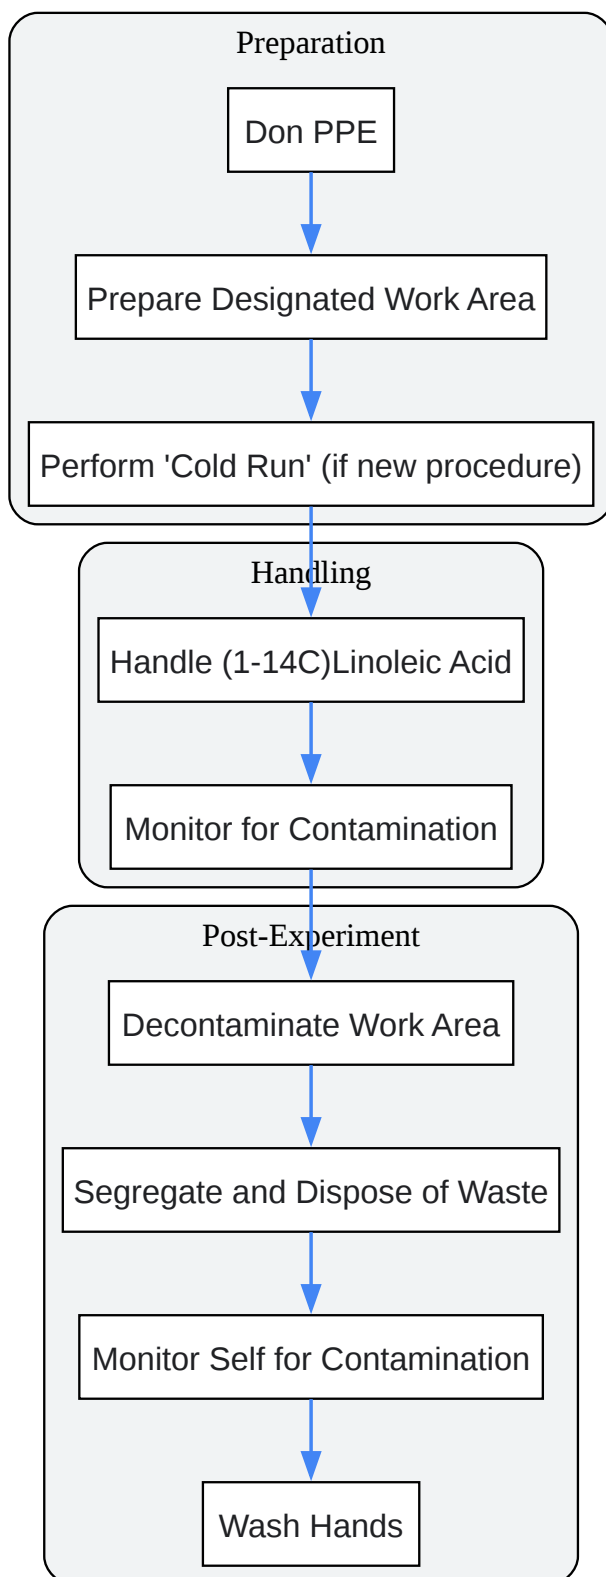 Preparation
Don PPE
Prepare Designated Work Area
Perform 'Cold Run' (if new procedure)
Handling
Handle (1-14C)Linoleic Acid
Monitor for Contamination
Post-Experiment
Decontaminate Work Area
Segregate and Dispose of Waste
Monitor Self for Contamination
Wash Hands